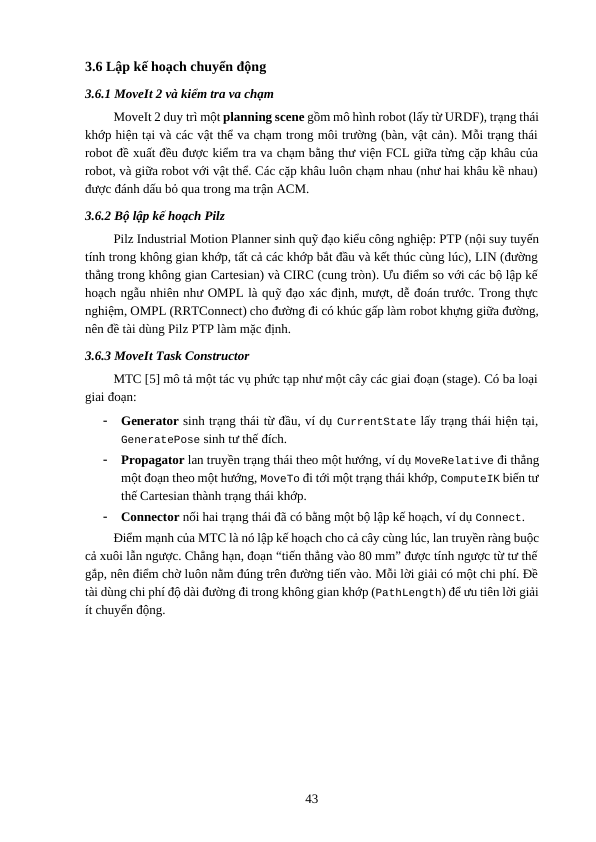 3.6 Lập kế hoạch chuyển động
3.6.1 MoveIt 2 và kiểm tra va chạm
MoveIt 2 duy trì một planning scene gồm mô hình robot (lấy từ URDF), trạng thái
khớp hiện tại và các vật thể va chạm trong môi trường (bàn, vật cản). Mỗi trạng thái
robot đề xuất đều được kiểm tra va chạm bằng thư viện FCL giữa từng cặp khâu của
robot, và giữa robot với vật thể. Các cặp khâu luôn chạm nhau (như hai khâu kề nhau)
được đánh dấu bỏ qua trong ma trận ACM.
3.6.2 Bộ lập kế hoạch Pilz
Pilz Industrial Motion Planner sinh quỹ đạo kiểu công nghiệp: PTP (nội suy tuyến
tính trong không gian khớp, tất cả các khớp bắt đầu và kết thúc cùng lúc), LIN (đường
thẳng trong không gian Cartesian) và CIRC (cung tròn). Ưu điểm so với các bộ lập kế
hoạch ngẫu nhiên như OMPL là quỹ đạo xác định, mượt, dễ đoán trước. Trong thực
nghiệm, OMPL (RRTConnect) cho đường đi có khúc gấp làm robot khựng giữa đường,
nên đề tài dùng Pilz PTP làm mặc định.
3.6.3 MoveIt Task Constructor
MTC [5] mô tả một tác vụ phức tạp như một cây các giai đoạn (stage). Có ba loại
giai đoạn:
- Generator sinh trạng thái từ đầu, ví dụ CurrentState lấy trạng thái hiện tại,
GeneratePose sinh tư thế đích.
- Propagator lan truyền trạng thái theo một hướng, ví dụ MoveRelative đi thẳng
một đoạn theo một hướng, MoveTo đi tới một trạng thái khớp, ComputeIK biến tư
thế Cartesian thành trạng thái khớp.
- Connector nối hai trạng thái đã có bằng một bộ lập kế hoạch, ví dụ Connect.
Điểm mạnh của MTC là nó lập kế hoạch cho cả cây cùng lúc, lan truyền ràng buộc
cả xuôi lẫn ngược. Chẳng hạn, đoạn “tiến thẳng vào 80 mm” được tính ngược từ tư thế
gắp, nên điểm chờ luôn nằm đúng trên đường tiến vào. Mỗi lời giải có một chi phí. Đề
tài dùng chi phí độ dài đường đi trong không gian khớp (PathLength) để ưu tiên lời giải
ít chuyển động.
43